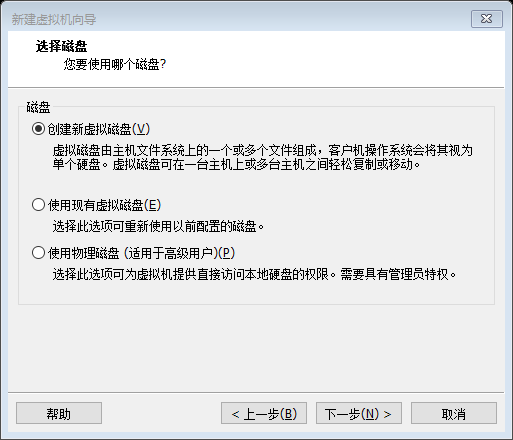 新建虚拟机向导
选择磁盘
您要使用哪个磁盘?
磁盘
创建新虚拟磁盘(V)
虚拟磁盘由主机文件系统上的一个或多个文件组成，客户机操作系统会将其视为
单个硬盘。虚拟磁盘可在一台主机上或多台主机之间轻松复制或移动。
使用现有虚拟磁盘(E)
选择此选项可重新使用以前配置的磁盘。
使用物理磁盘 (适用于高级用户)(P)
选择此选项可为虚拟机提供直接访问本地硬盘的权限。需要具有管理员特权。
帮助
< 上一步(B)
下一步(N) >
取消